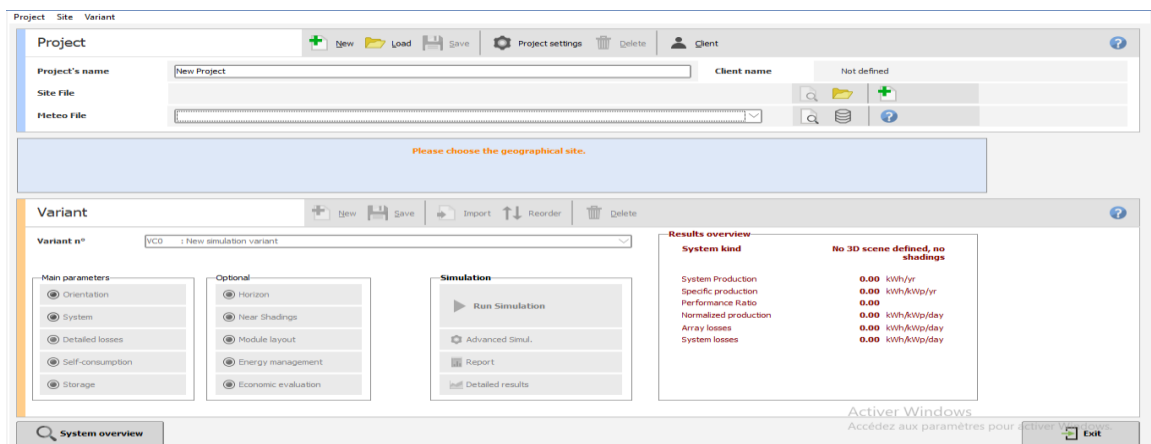 Project Site Variant
Project New Load Save Project settings Delete Client
Project's name New Project Client name Not defined
Site File
Meteo File
Please choose the geographical site.
Variant New Save Import Reorder Delete
Variant n° VC0 : New simulation variant
Results overview
System kind No 3D scene defined, no
shadings
Main parameters Optional Simulation
Orientation Horizon Run Simulation
System Near Shadings
Detailed losses Module layout Advanced Simul.
Self-consumption Energy management Report
Storage Economic evaluation Detailed results
System Production 0.00 kWh/yr
Specific production 0.00 kWh/kWp/yr
Performance Ratio 0.00
Normalized production 0.00 kWh/kWp/day
Array losses 0.00 kWh/kWp/day
System losses 0.00 kWh/kWp/day
Activer Windows
Accédez aux paramètres pour activer Windows.
System overview Exit